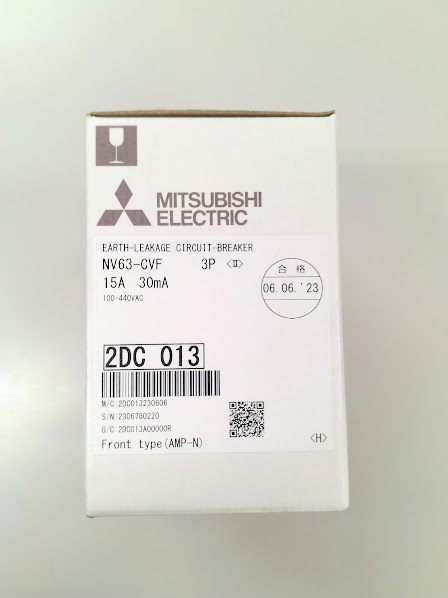 MITSUBISHI
ELECTRIC
EARTH-LEAKAGE CIRCUIT-BREAKER
NV63-CVF 3P <II>
15A 30mA
100-440VAC
合格
06.06.'23
2DC 013
M/C:2DC013230606
S/N:2306780220
G/C:2DC013A00000R
Front type(AMP-N)
<H>